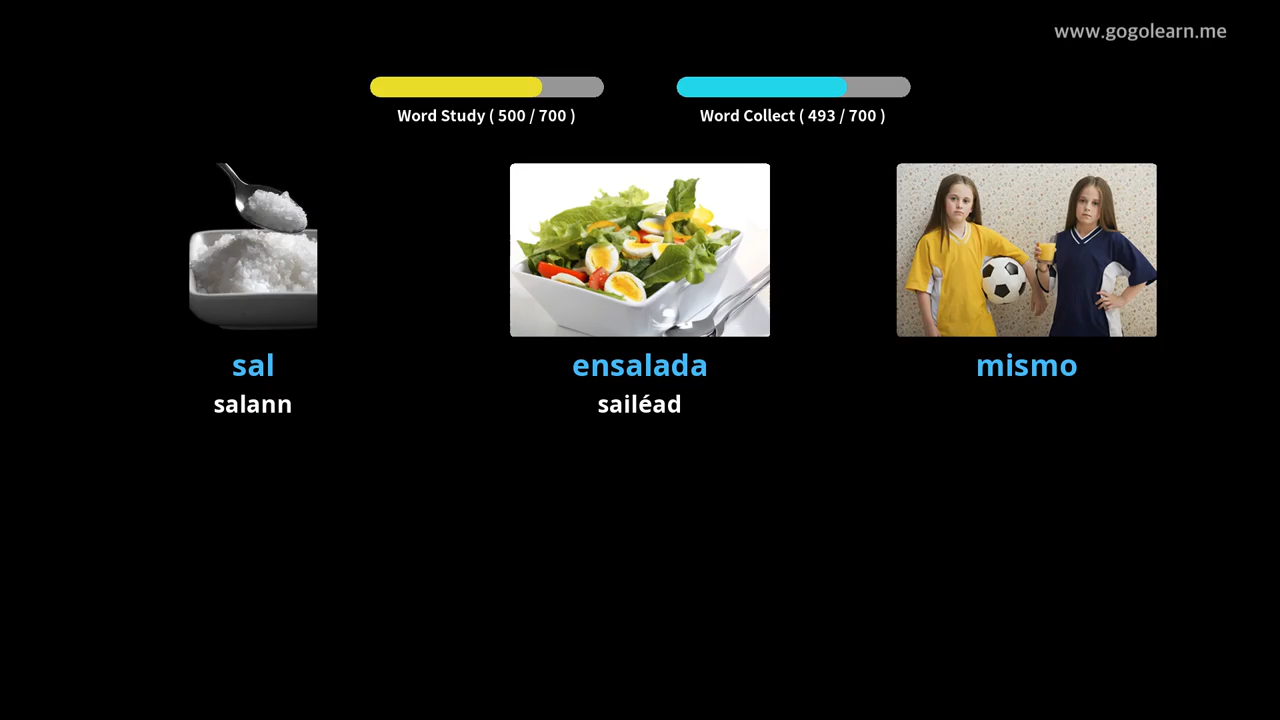 www.gogolearn.me
Word Study ( 500 / 700 )
Word Collect ( 493 / 700 )
sal
ensalada
mismo
salann
sailéad